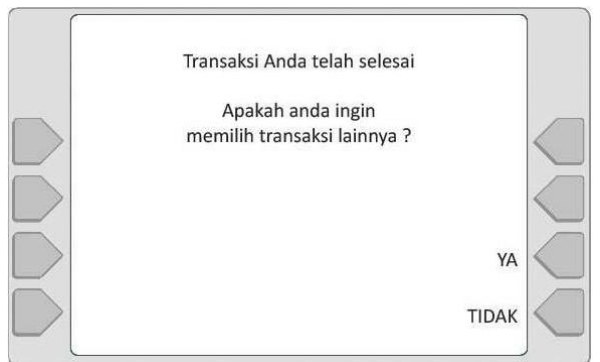 Transaksi Anda telah selesai
Apakah anda ingin
memilih transaksi lainnya ?
YA
TIDAK